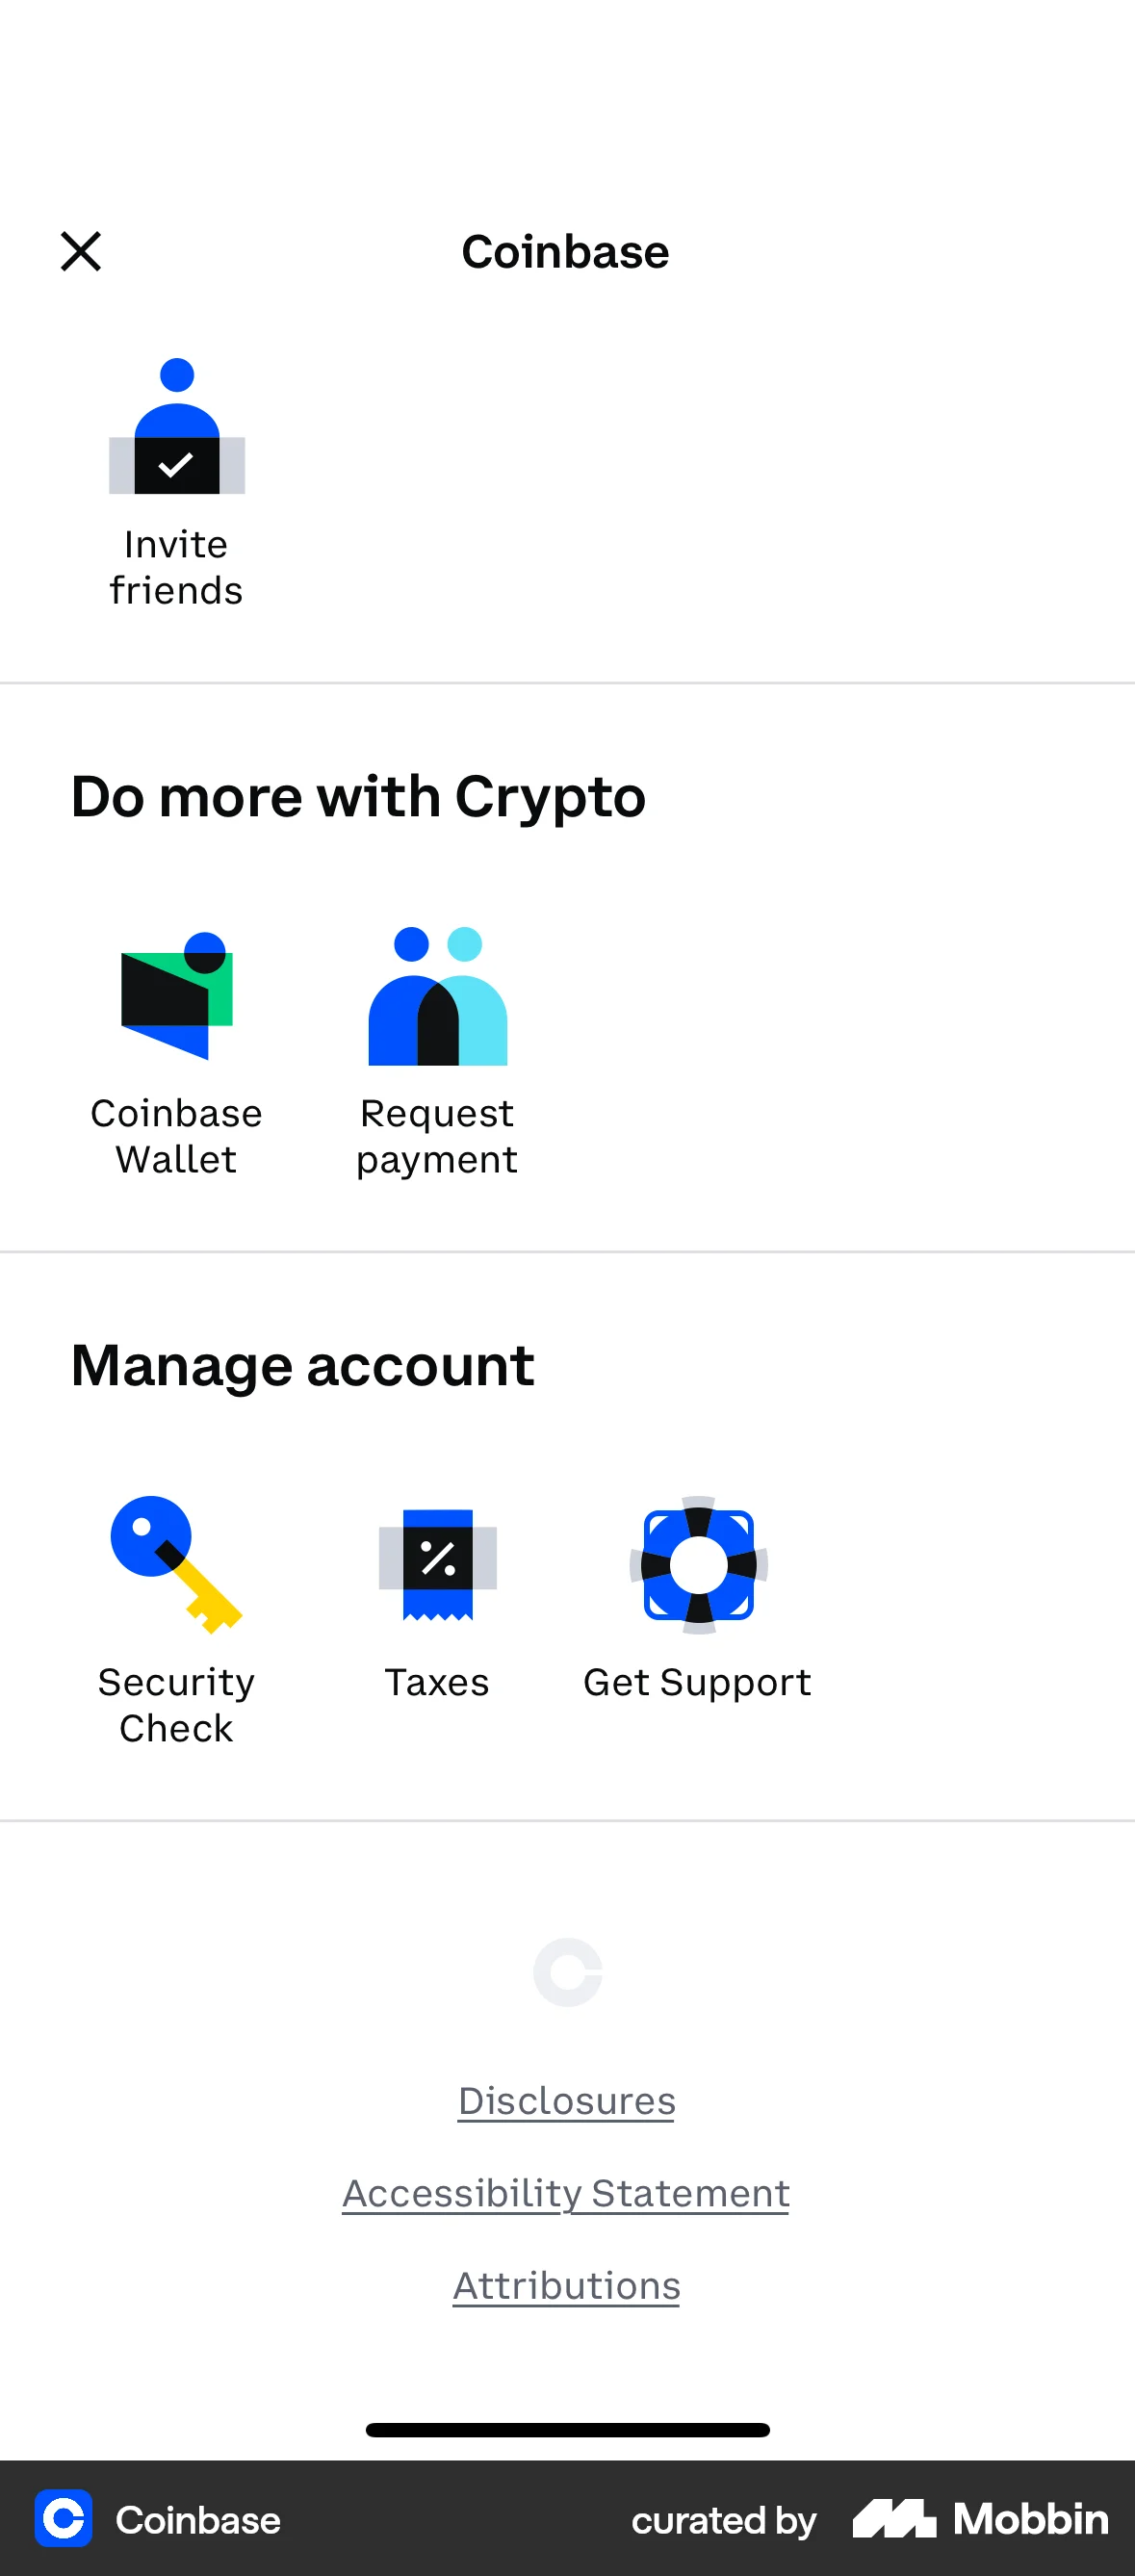 Coinbase
Invite
friends
Do more with Crypto
Coinbase
Wallet
Request
payment
Manage account
Security
Check
Taxes
Get Support
Disclosures
Accessibility Statement
Attributions
Coinbase
curated by
Mobbin